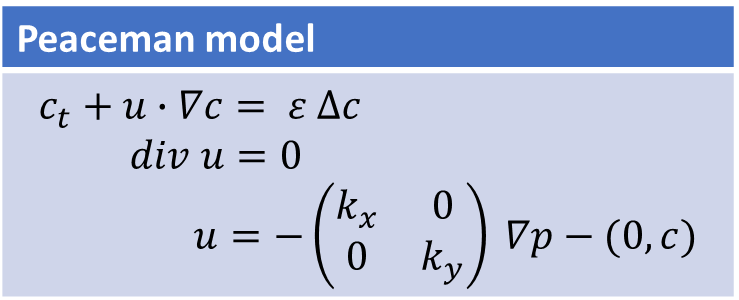 Peaceman model
c_t + u · ∇c = ε Δc
div u = 0
u = −(k_x 0 0 k_y) ∇p − (0, c)